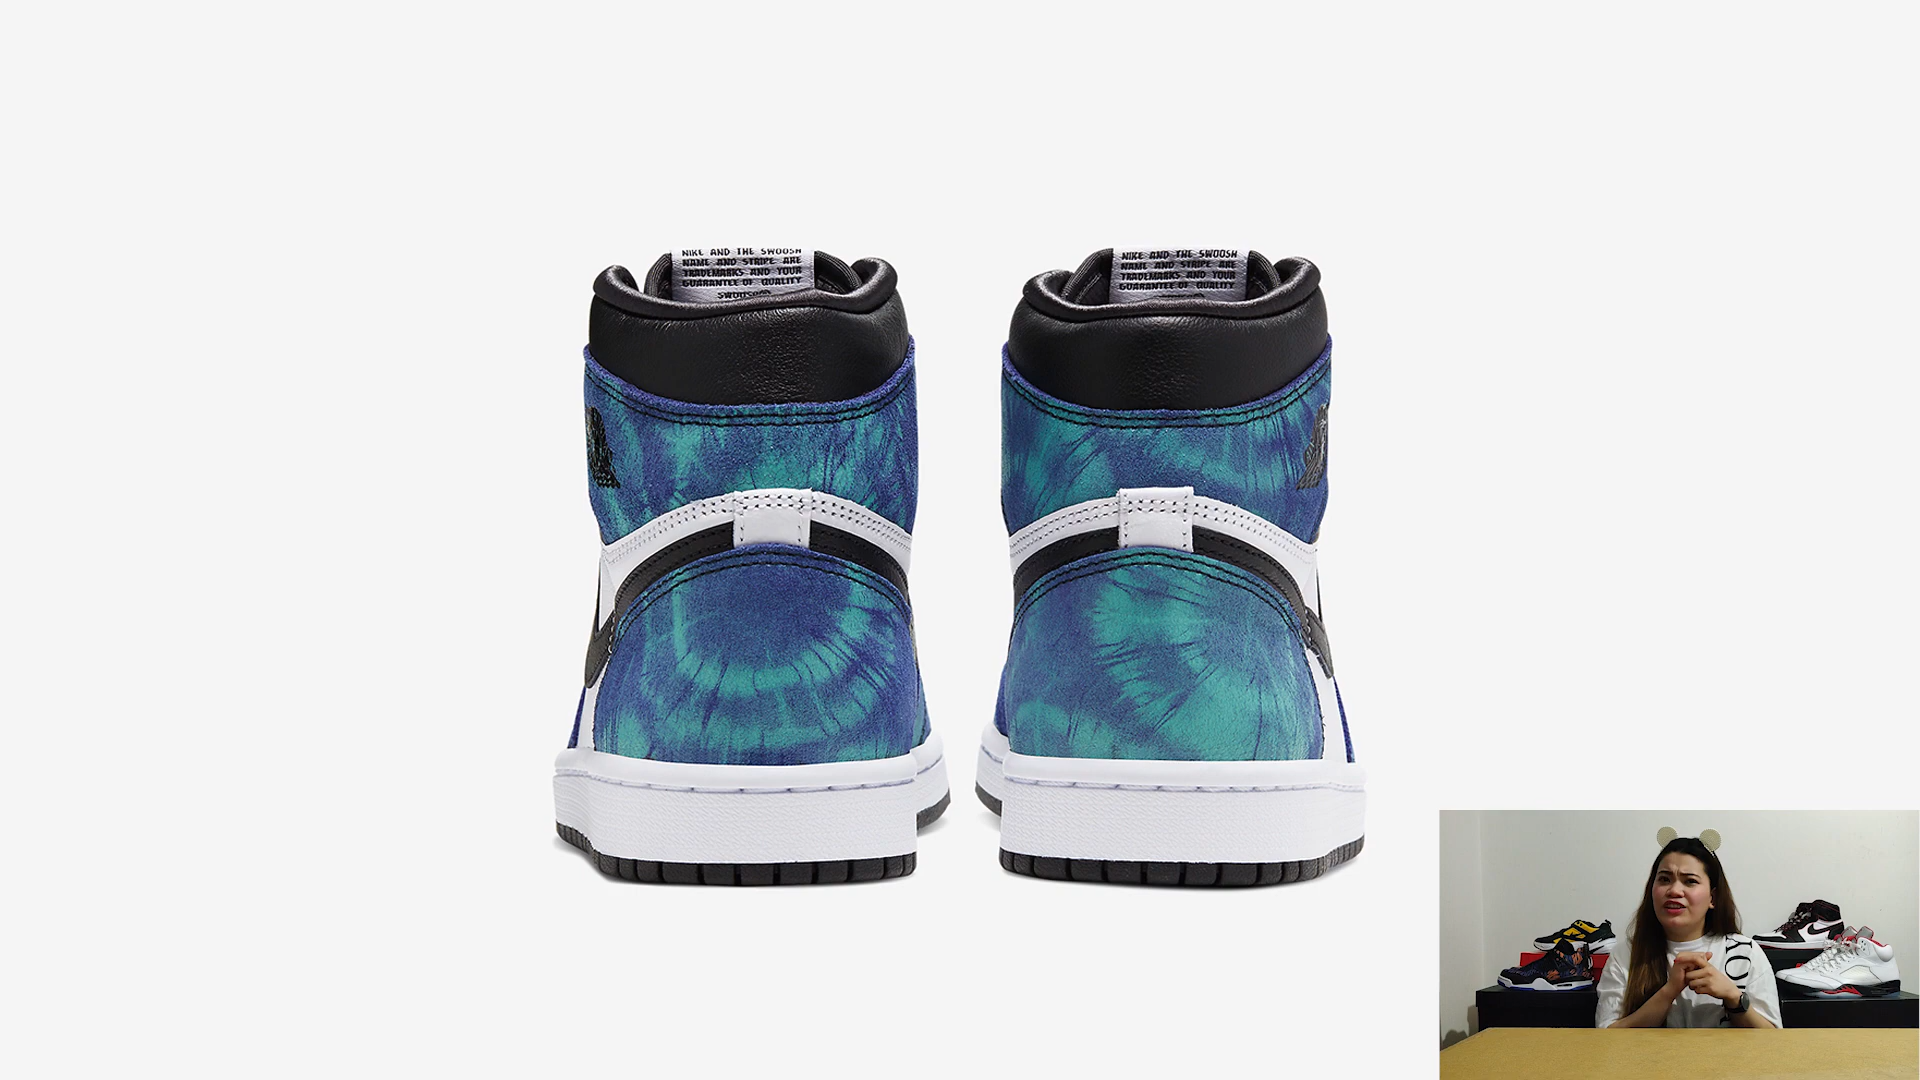 NIKE AND THE SWOOSH
NAME AND STRIPE ARE
TRADEMARKS AND YOUR
GUARANTEE OF QUALITY
SWOOSH®
NIKE AND THE SWOOSH
NAME AND STRIPE ARE
TRADEMARKS AND YOUR
GUARANTEE OF QUALITY